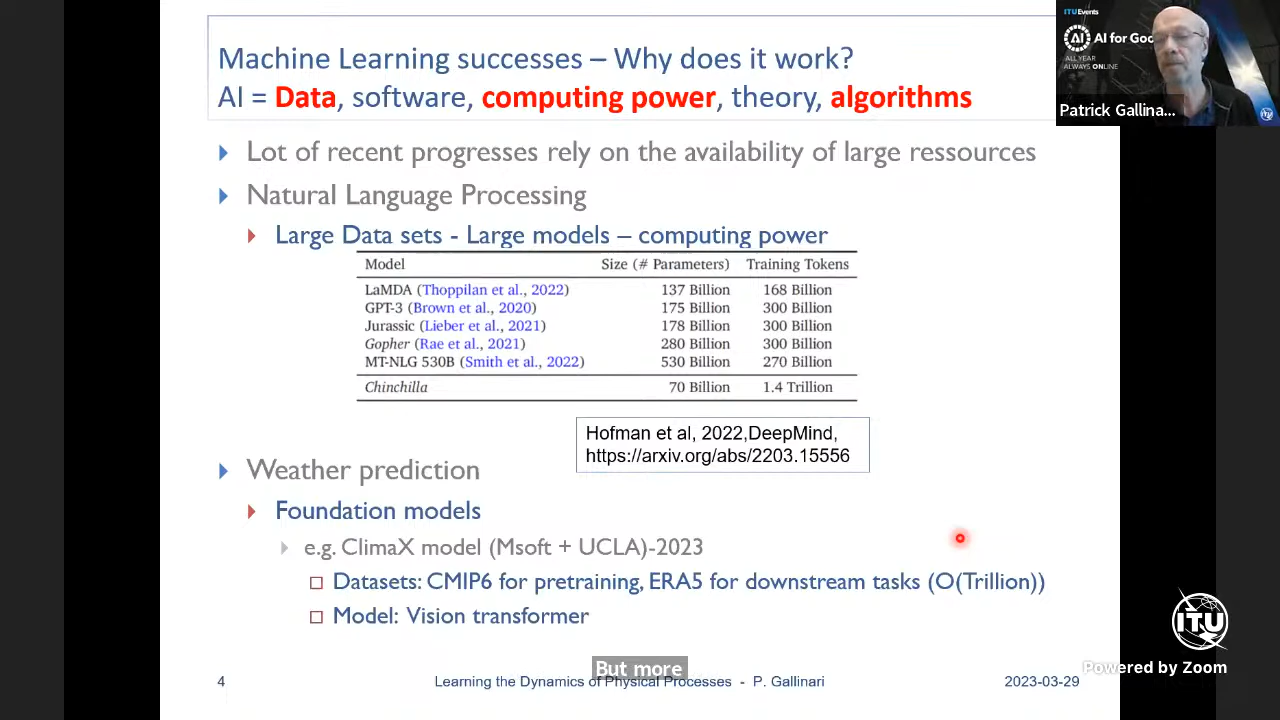 Machine Learning successes – Why does it work?
AI = Data, software, computing power, theory, algorithms
Lot of recent progresses rely on the availability of large ressources
Natural Language Processing
Large Data sets - Large models – computing power
Model Size (# Parameters) Training Tokens
LaMDA (Thoppilan et al., 2022) 137 Billion 168 Billion
GPT-3 (Brown et al., 2020) 175 Billion 300 Billion
Jurassic (Lieber et al., 2021) 178 Billion 300 Billion
Gopher (Rae et al., 2021) 280 Billion 300 Billion
MT-NLG 530B (Smith et al., 2022) 530 Billion 270 Billion
Chinchilla 70 Billion 1.4 Trillion
Hofman et al, 2022,DeepMind,
https://arxiv.org/abs/2203.15556
Weather prediction
Foundation models
e.g. ClimaX model (Msoft + UCLA)-2023
Datasets: CMIP6 for pretraining, ERA5 for downstream tasks (O(Trillion))
Model: Vision transformer
But more
4 Learning the Dynamics of Physical Processes - P. Gallinari 2023-03-29
ITUEvents
AI AI for Goo
ALL YEAR
ALWAYS ONLINE
Patrick Gallina...
ITU
Powered by Zoom